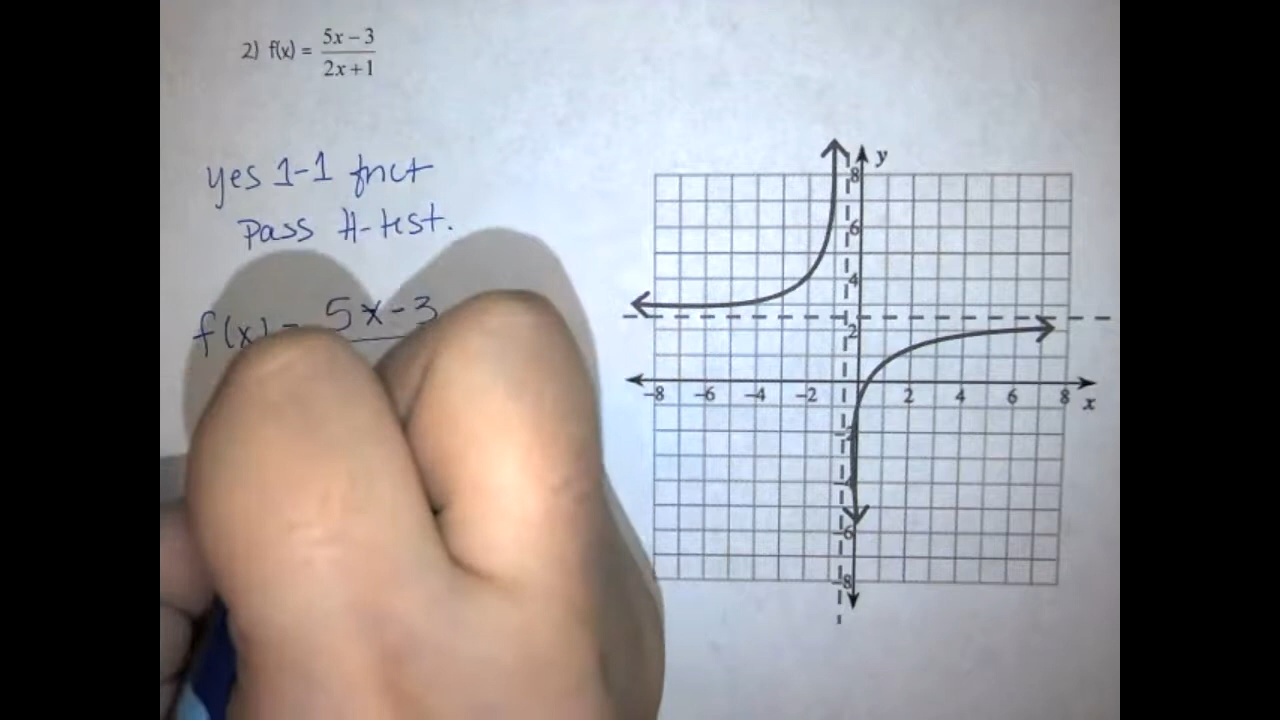 2) f(x) = (5x – 3)/(2x + 1)
yes 1-1 fnct
Pass H-test.
f(x) = 5x-3
y
8
6
4
2
-8 -6 -4 -2 2 4 6 8 x
-2
-4
-6
-8